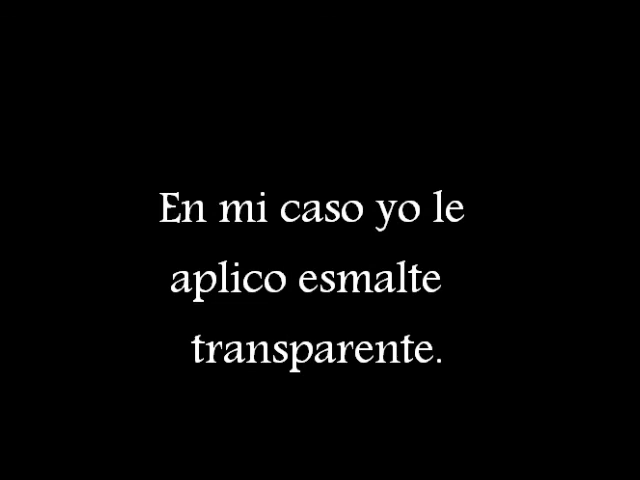 En mi caso yo le
aplico esmalte
transparente.